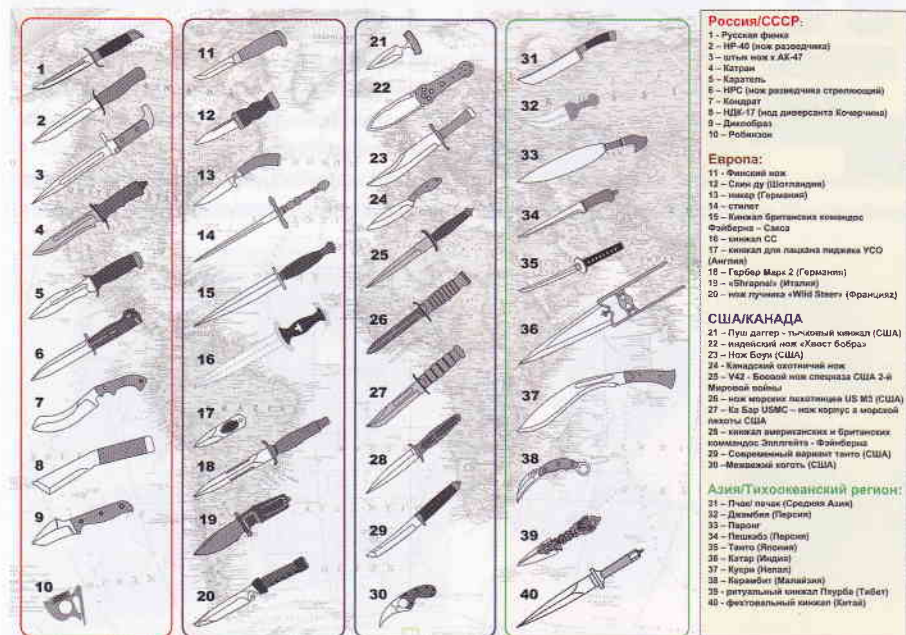 1
2
3
4
5
6
7
8
9
10
11
12
13
14
15
16
17
18
19
20
21
22
23
24
25
26
27
28
29
30
31
32
33
34
35
36
37
38
39
40
Россия/СССР:
1 - Русская финка
2 – НР-40 (нож разведчика)
3 – штык нож к АК-47
4 – Катран
5 – Каратель
6 – НРС (нож разведчика стреляющий)
7 – Кондрат
8 – НДК-17 (нод диверсанта Кочергина)
9 – Дикообраз
10 – Робинзон
Европа:
11 - Финский нож
12 – Скин ду (Шотландия)
13 – никер (Германия)
14 – стилет
15 – Кинжал британских командос
Фэйберна – Сакса
16 – кинжал СС
17 – кинжал для лацкана пиджака УСО
(Англия)
18 – Гербер Марк 2 (Германия)
19 – «Shrapnel» (Италия)
20 – нож лучника «Wild Steer» (Францияz)
США/КАНАДА
21 – Пуш даггер - тычковый кинжал (США)
22 – индейский нож «Хвост бобра»
23 – Нож Боуи (США)
24 - Канадский охотничий нож
25 – V42 - Боевой нож спецназа США 2-й
Мировой войны
26 – нож морских пехотинцев US M3 (США)
27 – Ка Бар USMC – нож корпуса морской
пехоты США
28 – кинжал американских и британских
коммандос Эпплгейта - Фэйнберна
29 – Современный вариант танто (США)
30 –Межвежий коготь (США)
Азия/Тихоокеанский регион:
31 – Пчак/ печак (Средняя Азия)
32 – Джамбия (Персия)
33 – Паронг
34 – Пешкабз (Персия)
35 – Танто (Япония)
36 – Катар (Индия)
37 – Кукри (Непал)
38 – Керамбит (Малайзия)
39 - ритуальный кинжал Пхурба (Тибет)
40 - фехтовальный кинжал (Китай)